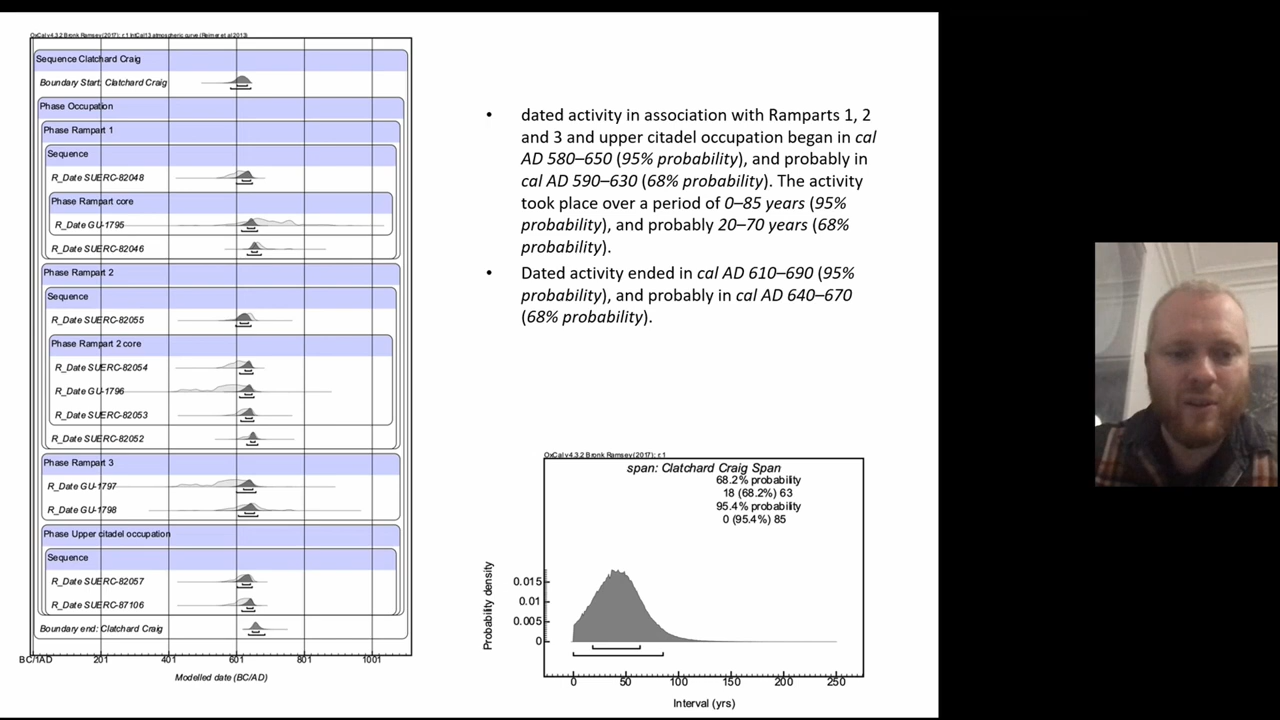 OxCal v4.3.2 Bronk Ramsey (2017); r:1 IntCal13 atmospheric curve (Reimer et al 2013)
Sequence Clatchard Craig
Boundary Start: Clatchard Craig
Phase Occupation
Phase Rampart 1
Sequence
R_Date SUERC-82048
Phase Rampart core
R_Date GU-1795
R_Date SUERC-82046
Phase Rampart 2
Sequence
R_Date SUERC-82055
Phase Rampart 2 core
R_Date SUERC-82054
R_Date GU-1796
R_Date SUERC-82053
R_Date SUERC-82052
Phase Rampart 3
R_Date GU-1797
R_Date GU-1798
Phase Upper citadel occupation
Sequence
R_Date SUERC-82057
R_Date SUERC-87106
Boundary end: Clatchard Craig
BC/1AD 201 401 601 801 1001
Modelled date (BC/AD)
• dated activity in association with Ramparts 1, 2
and 3 and upper citadel occupation began in cal
AD 580–650 (95% probability), and probably in
cal AD 590–630 (68% probability). The activity
took place over a period of 0–85 years (95%
probability), and probably 20–70 years (68%
probability).
• Dated activity ended in cal AD 610–690 (95%
probability), and probably in cal AD 640–670
(68% probability).
OxCal v4.3.2 Bronk Ramsey (2017); r:1
span: Clatchard Craig Span
68.2% probability
18 (68.2%) 63
95.4% probability
0 (95.4%) 85
Probability density
0.015
0.01
0.005
0
0 50 100 150 200 250
Interval (yrs)